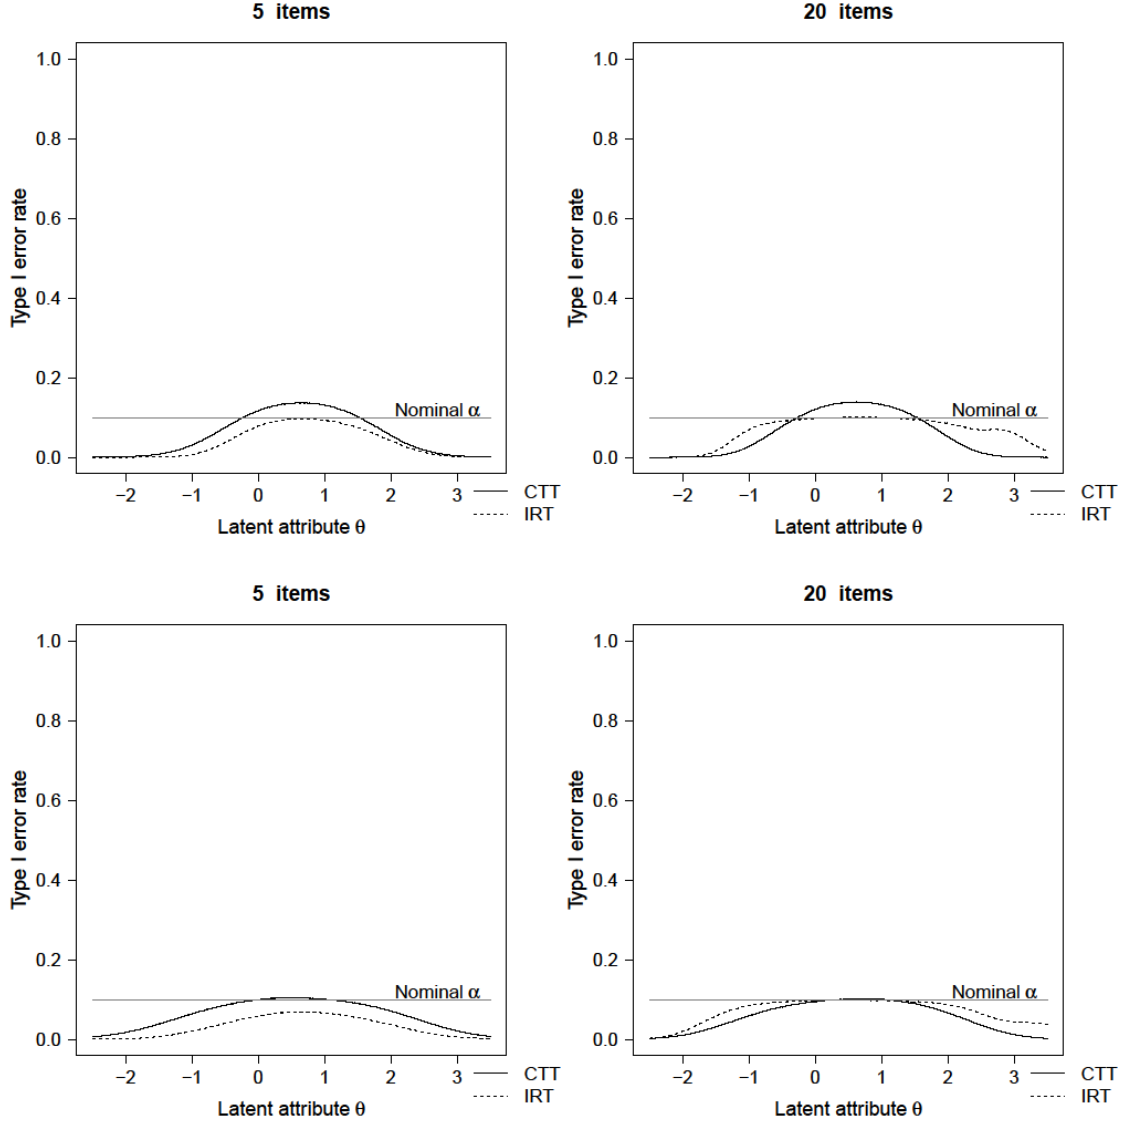 5 items
20 items
Type I error rate
1.0
0.8
0.6
0.4
0.2
0.0
Nominal α
−2 −1 0 1 2 3
Latent attribute θ
CTT
IRT
Type I error rate
1.0
0.8
0.6
0.4
0.2
0.0
Nominal α
−2 −1 0 1 2 3
Latent attribute θ
CTT
IRT
5 items
20 items
Type I error rate
1.0
0.8
0.6
0.4
0.2
0.0
Nominal α
−2 −1 0 1 2 3
Latent attribute θ
CTT
IRT
Type I error rate
1.0
0.8
0.6
0.4
0.2
0.0
Nominal α
−2 −1 0 1 2 3
Latent attribute θ
CTT
IRT